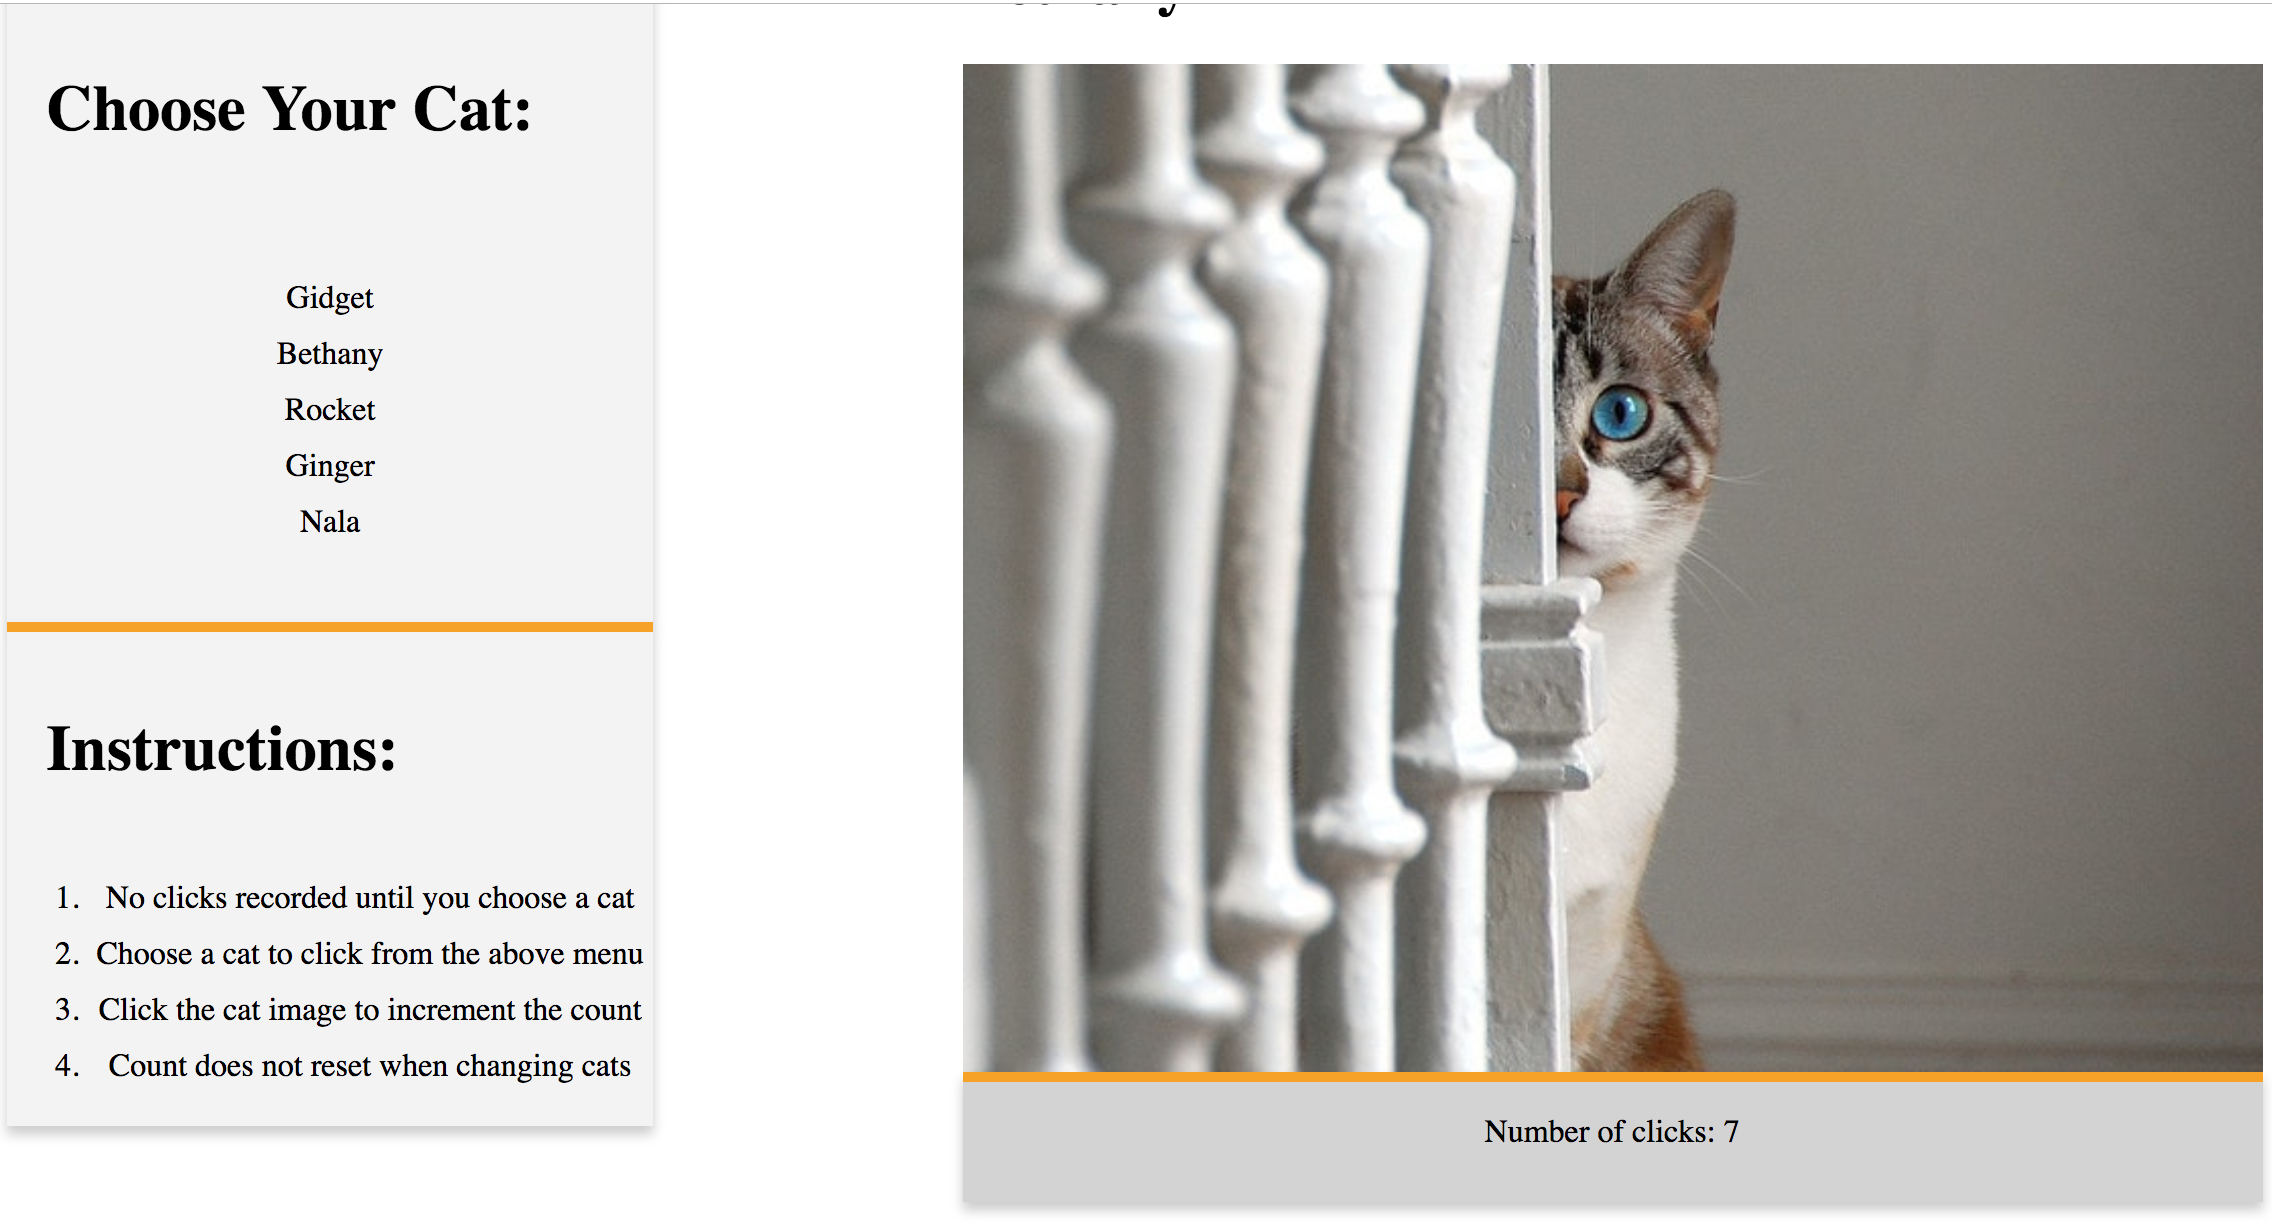 Choose Your Cat:
Gidget
Bethany
Rocket
Ginger
Nala
Instructions:
1. No clicks recorded until you choose a cat
2. Choose a cat to click from the above menu
3. Click the cat image to increment the count
4. Count does not reset when changing cats
Number of clicks: 7